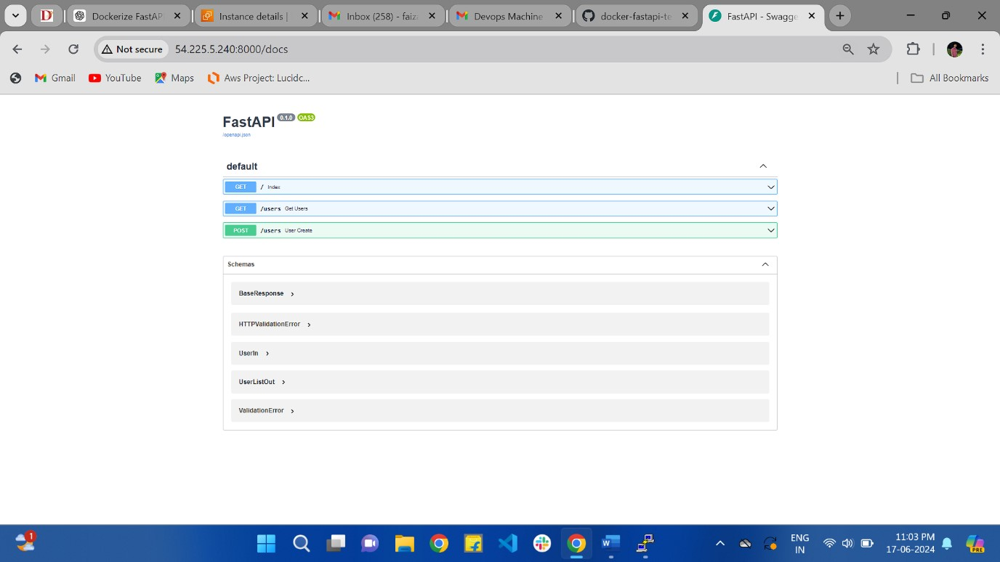 Dockerize FastAP
Instance details |
Inbox (258) - faiz
Devops Machine
docker-fastapi-te
FastAPI - Swagge
Not secure
54.225.5.240:8000/docs
Gmail
YouTube
Maps
Aws Project: Lucidc...
All Bookmarks
FastAPI 0.1.0 OAS3
/openapi.json
default
GET / Index
GET /users Get Users
POST /users User Create
Schemas
BaseResponse
HTTPValidationError
UserIn
UserListOut
ValidationError
1
ENG
IN
11:03 PM
17-06-2024
PRE